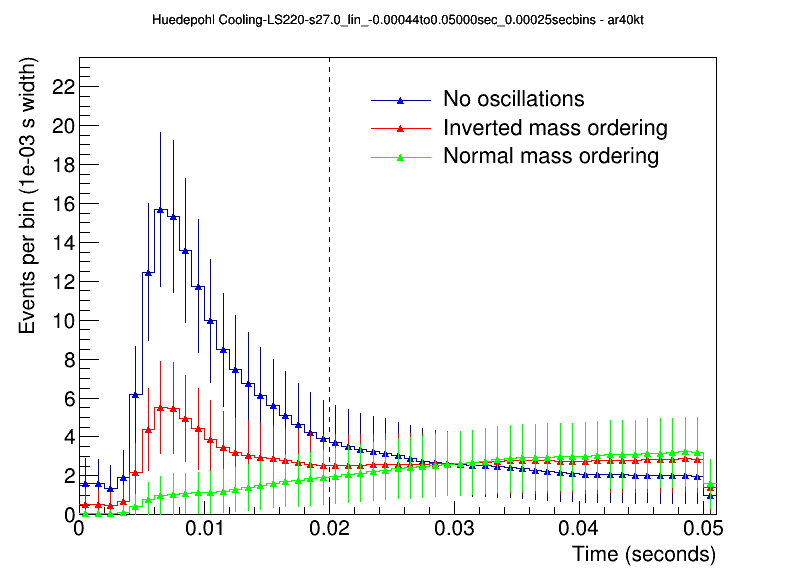 Huedepohl Cooling-LS220-s27.0_lin_-0.00044to0.05000sec_0.00025secbins - ar40kt
Events per bin (1e-03 s width)
22
20
18
16
14
12
10
8
6
4
2
0
No oscillations
Inverted mass ordering
Normal mass ordering
0 0.01 0.02 0.03 0.04 0.05
Time (seconds)